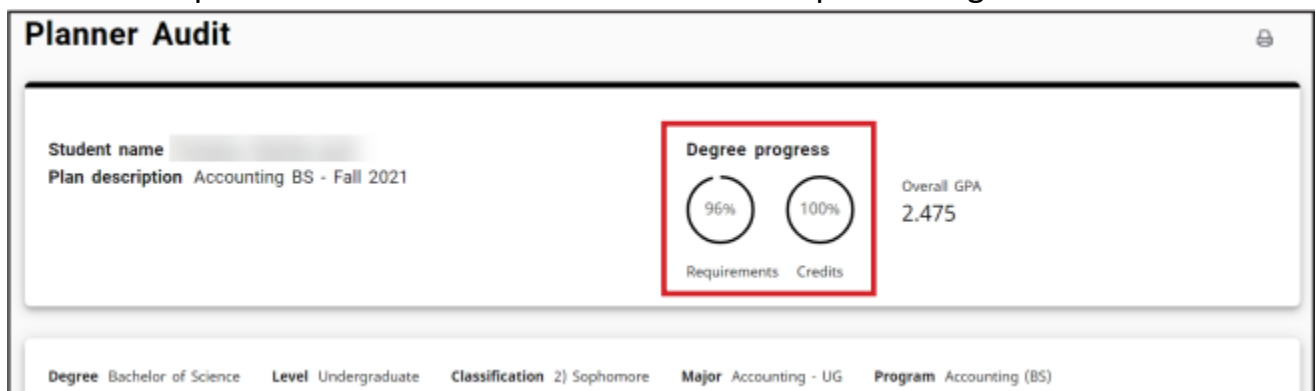 Planner Audit
Student name
Plan description Accounting BS - Fall 2021
Degree progress
96% 100%
Requirements Credits
Overall GPA
2.475
Degree Bachelor of Science Level Undergraduate Classification 2) Sophomore Major Accounting - UG Program Accounting (BS)